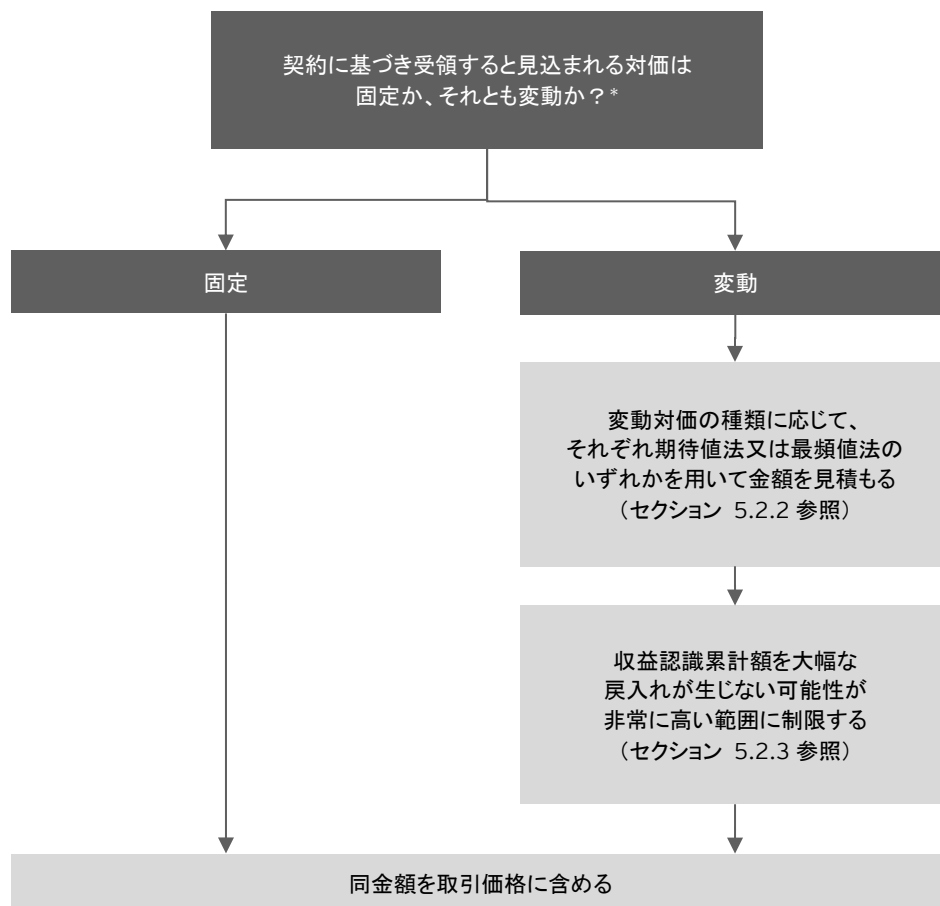 契約に基づき受領すると見込まれる対価は
固定か、それとも変動か？*
固定
変動
変動対価の種類に応じて、
それぞれ期待値法又は最頻値法の
いずれかを用いて金額を見積もる
（セクション 5.2.2 参照）
収益認識累計額を大幅な
戻入れが生じない可能性が
非常に高い範囲に制限する
（セクション 5.2.3 参照）
同金額を取引価格に含める